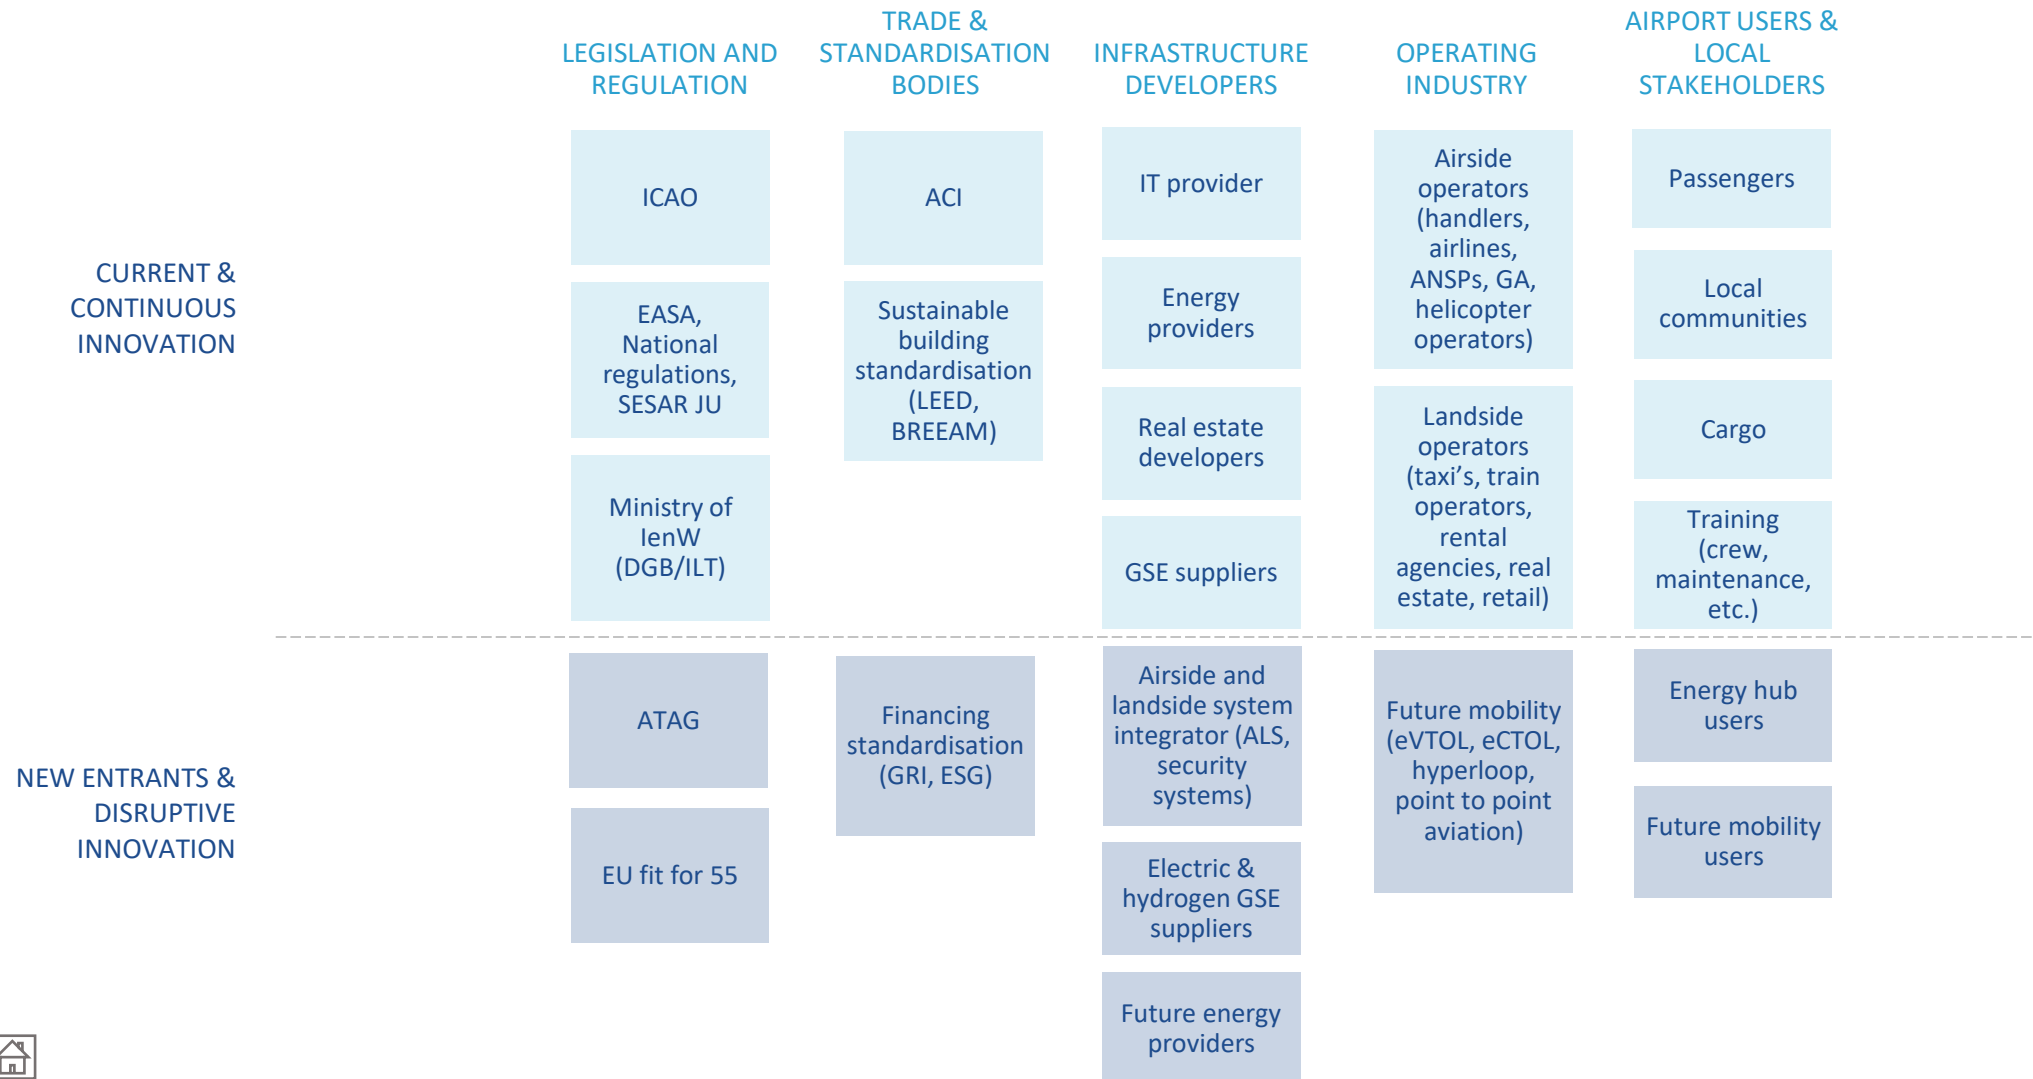 LEGISLATION AND
REGULATION
TRADE &
STANDARDISATION
BODIES
INFRASTRUCTURE
DEVELOPERS
OPERATING
INDUSTRY
AIRPORT USERS &
LOCAL
STAKEHOLDERS
CURRENT &
CONTINUOUS
INNOVATION
ICAO
EASA,
National
regulations,
SESAR JU
Ministry of
IenW
(DGB/ILT)
ACI
Sustainable
building
standardisation
(LEED,
BREEAM)
IT provider
Energy
providers
Real estate
developers
GSE suppliers
Airside
operators
(handlers,
airlines,
ANSPs, GA,
helicopter
operators)
Landside
operators
(taxi’s, train
operators,
rental
agencies, real
estate, retail)
Passengers
Local
communities
Cargo
Training
(crew,
maintenance,
etc.)
NEW ENTRANTS &
DISRUPTIVE
INNOVATION
ATAG
EU fit for 55
Financing
standardisation
(GRI, ESG)
Airside and
landside system
integrator (ALS,
security
systems)
Electric &
hydrogen GSE
suppliers
Future energy
providers
Future mobility
(eVTOL, eCTOL,
hyperloop,
point to point
aviation)
Energy hub
users
Future mobility
users